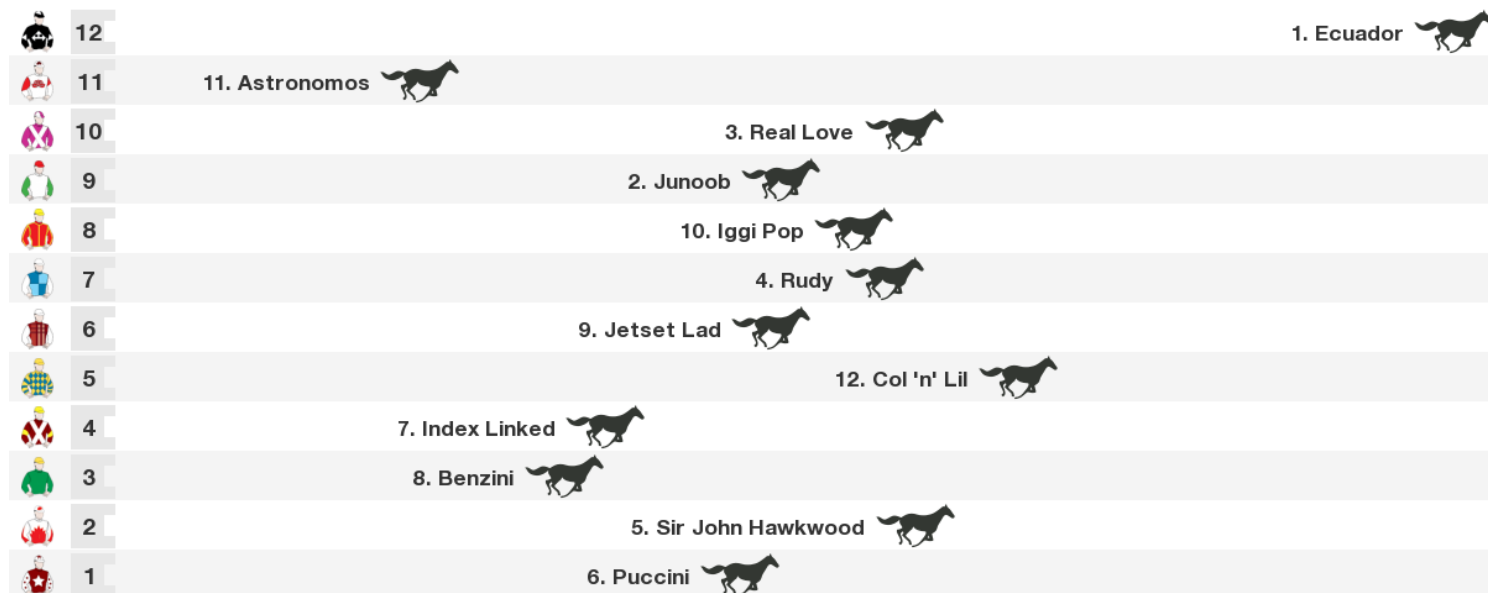 12 1. Ecuador
11 11. Astronomos
10 3. Real Love
9 2. Junoob
8 10. Iggi Pop
7 4. Rudy
6 9. Jetset Lad
5 12. Col 'n' Lil
4 7. Index Linked
3 8. Benzini
2 5. Sir John Hawkwood
1 6. Puccini